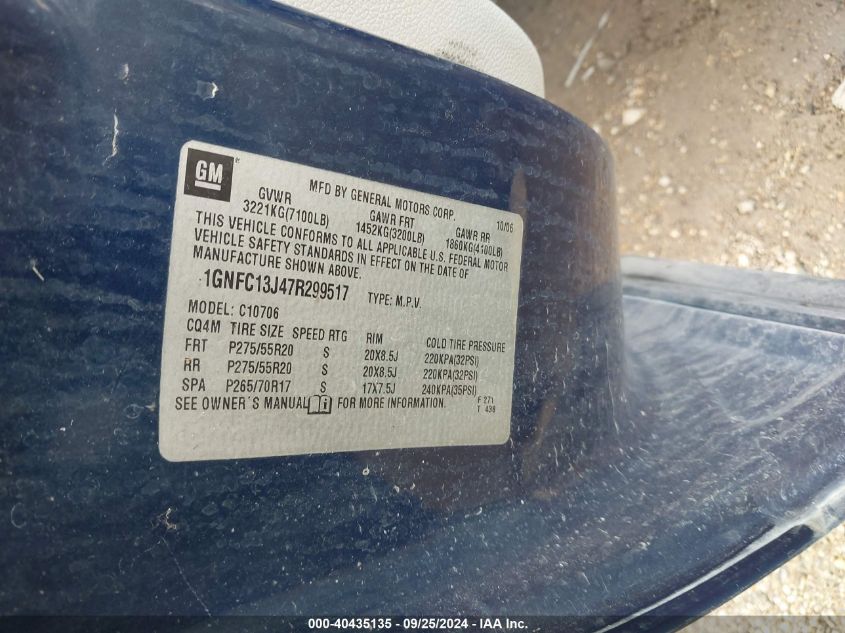 GM
MFD BY GENERAL MOTORS CORP. 10/06
GVWR GAWR FRT GAWR RR
3221KG(7100LB) 1452KG(3200LB) 1860KG(4100LB)
THIS VEHICLE CONFORMS TO ALL APPLICABLE U.S. FEDERAL MOTOR
VEHICLE SAFETY STANDARDS IN EFFECT ON THE DATE OF
MANUFACTURE SHOWN ABOVE.
1GNFC13J47R299517 TYPE: M.P.V.
MODEL: C10706
CQ4M TIRE SIZE SPEED RTG RIM COLD TIRE PRESSURE
FRT P275/55R20 S 20X8.5J 220KPA(32PSI)
RR P275/55R20 S 20X8.5J 220KPA(32PSI)
SPA P265/70R17 S 17X7.5J 240KPA(35PSI)
SEE OWNER'S MANUAL FOR MORE INFORMATION.
F 271
T 438
000-40435135 - 09/25/2024 - IAA Inc.